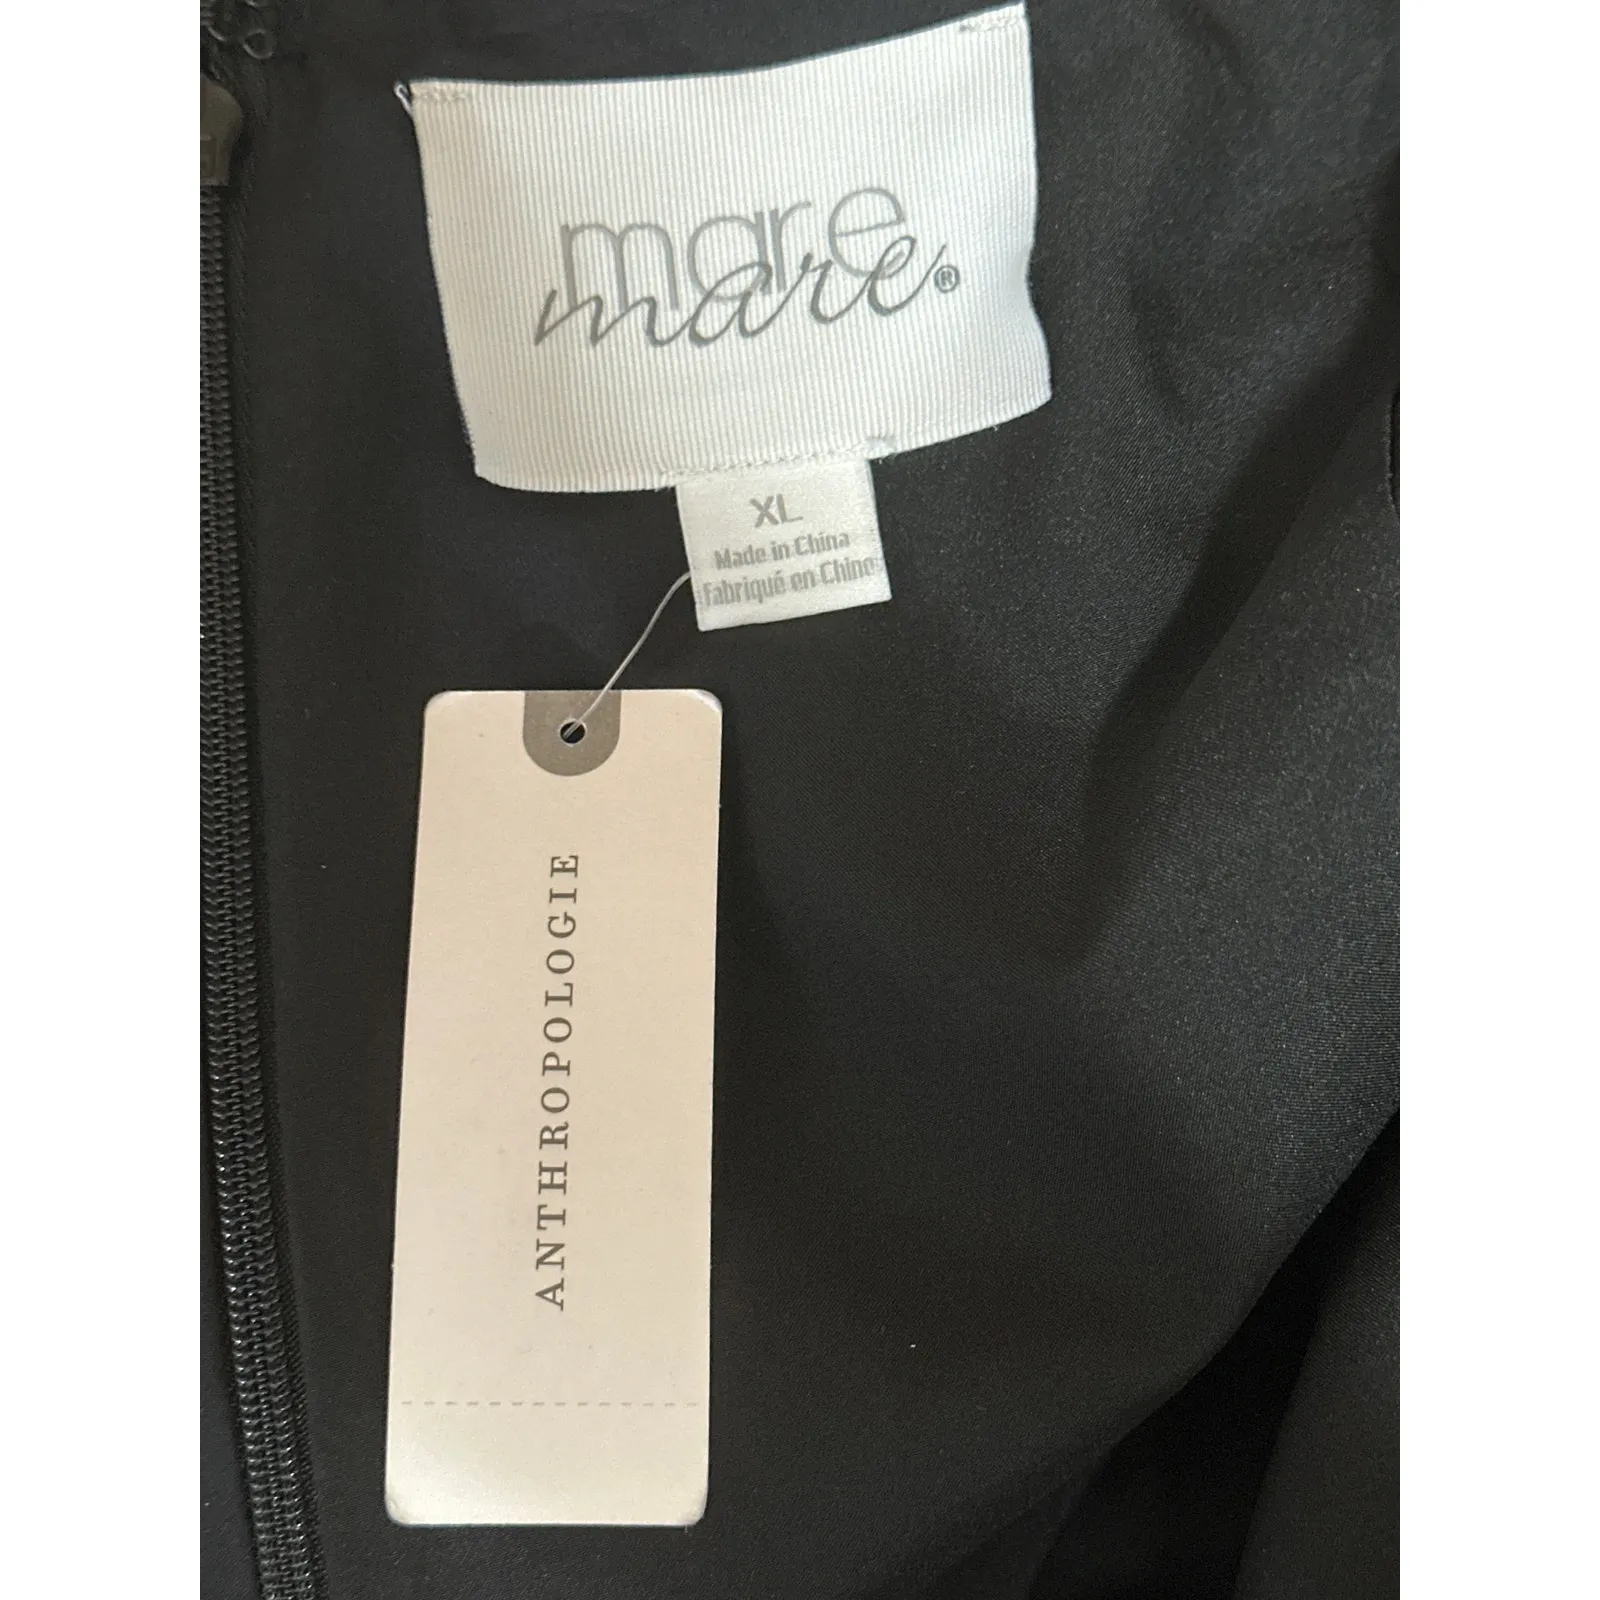 mare
mare®
XL
Made in China
Fabriqué en Chine
ANTHROPOLOGIE